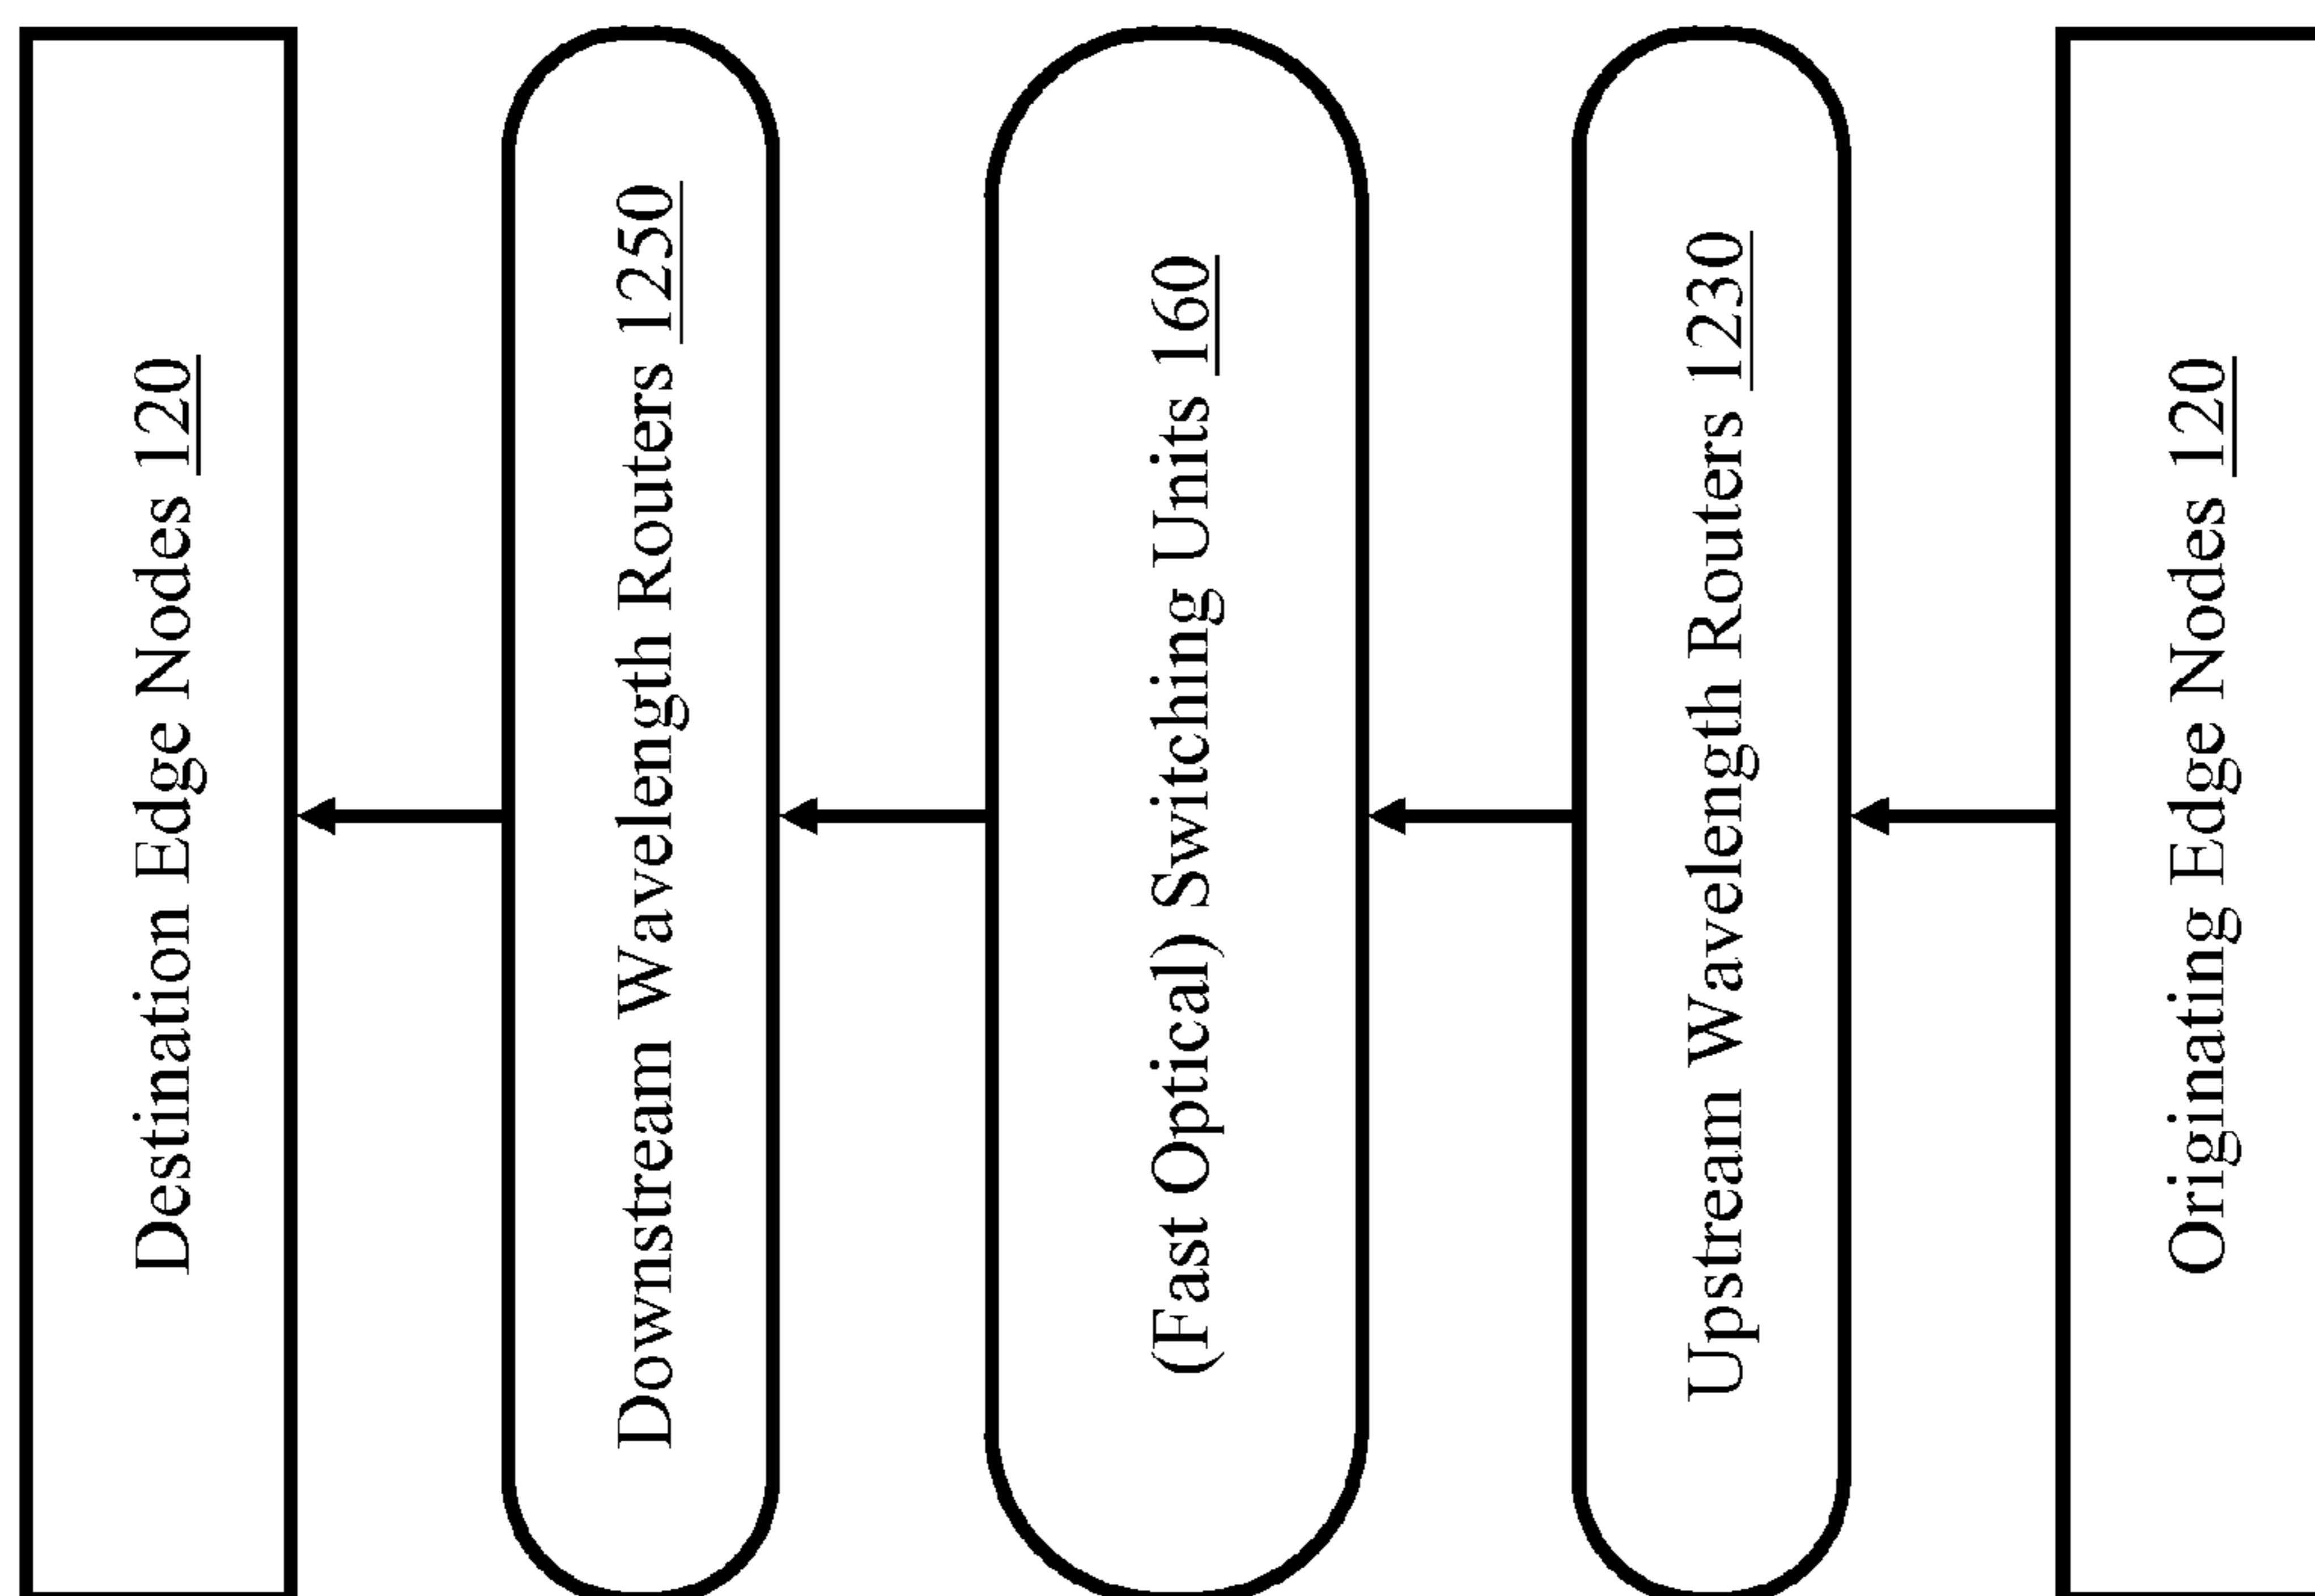 Destination Edge Nodes 120
Downstream Wavelength Routers 1250
(Fast Optical) Switching Units 160
Upstream Wavelength Routers 1230
Originating Edge Nodes 120